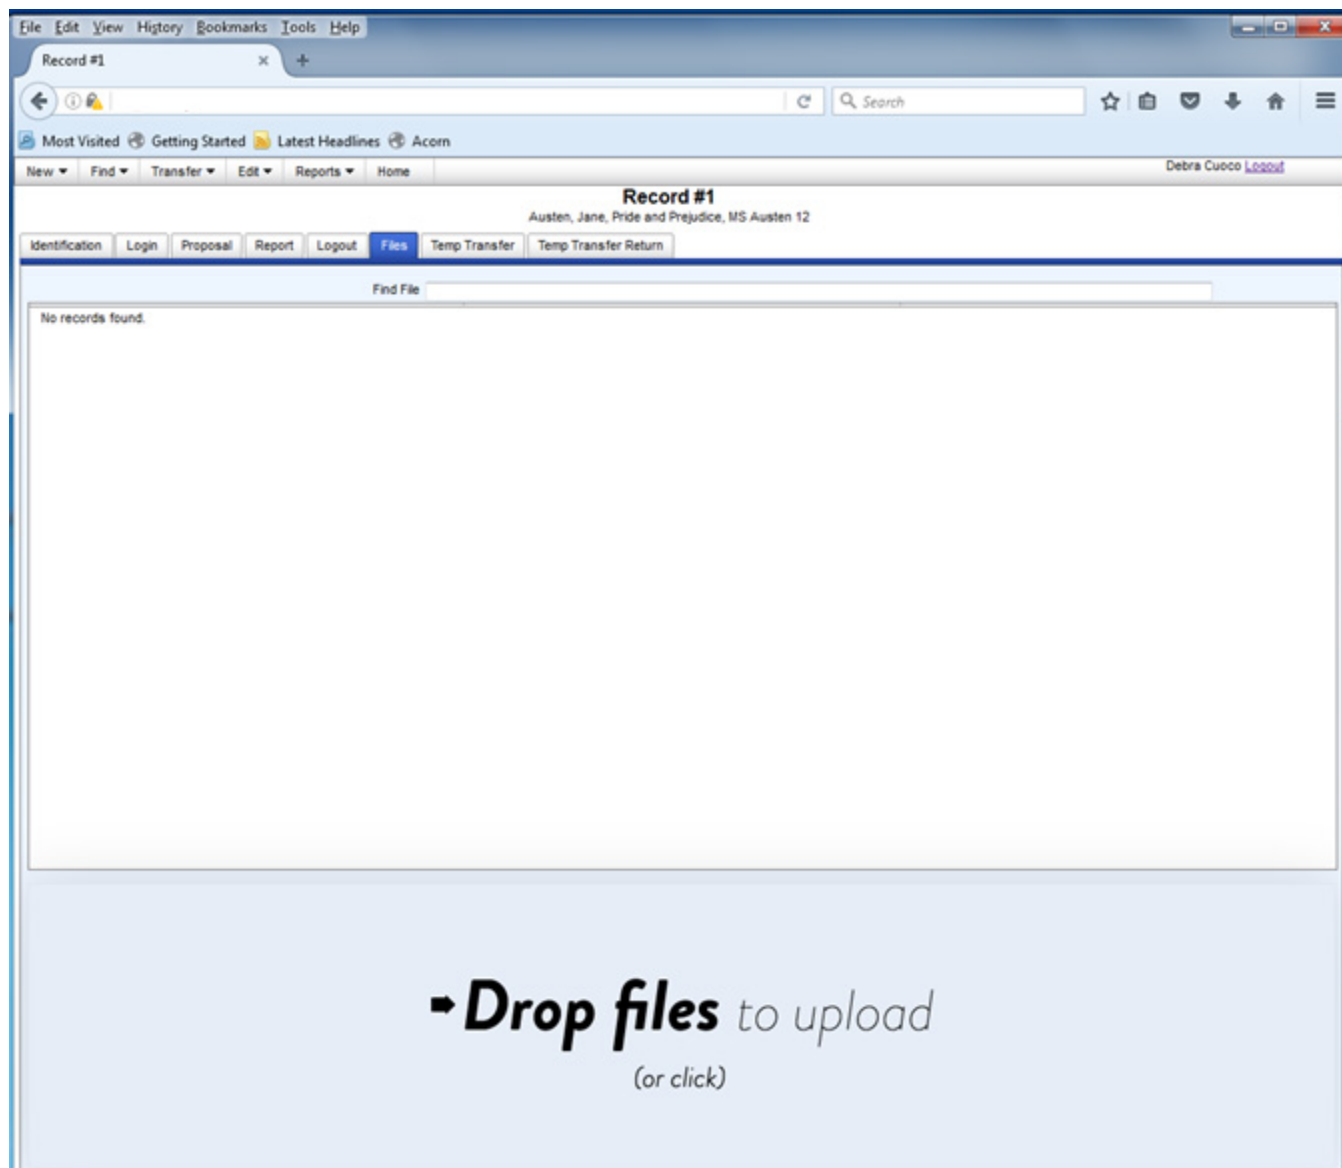 File Edit View History Bookmarks Tools Help
Record #1
Search
Most Visited Getting Started Latest Headlines Acorn
New Find Transfer Edit Reports Home Debra Cuoco Logout
Record #1
Austen, Jane, Pride and Prejudice, MS Austen 12
Identification Login Proposal Report Logout Files Temp Transfer Temp Transfer Return
Find File
No records found.
Drop files to upload
(or click)